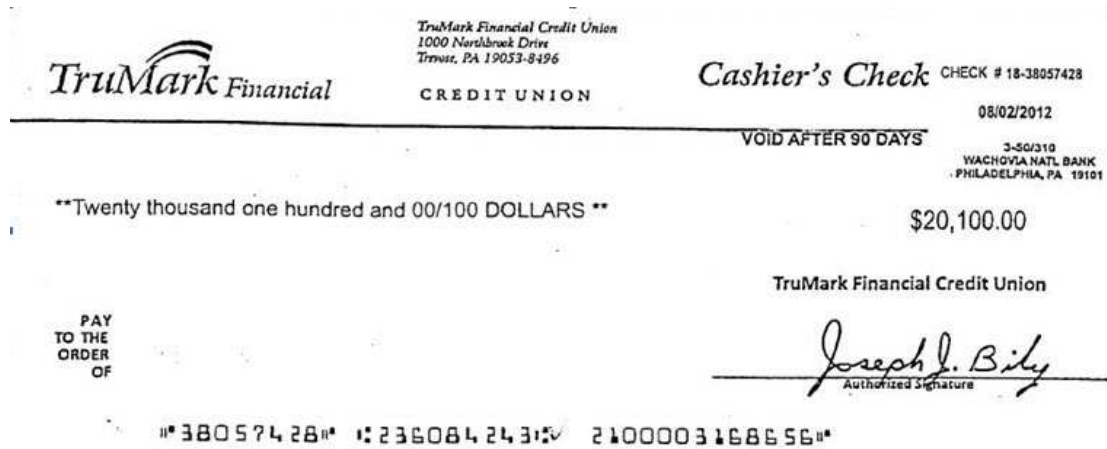 TruMark Financial
TruMark Financial Credit Union
1000 Northbrook Drive
Trevose, PA 19053-8496
CREDIT UNION
Cashier's Check CHECK # 18-38057428
08/02/2012
VOID AFTER 90 DAYS
3-50/310
WACHOVIA NATL BANK
PHILADELPHIA, PA 19101
**Twenty thousand one hundred and 00/100 DOLLARS **
$20,100.00
TruMark Financial Credit Union
PAY
TO THE
ORDER
OF
Joseph J. Bily
Authorized Signature
⑈38057428⑈ ⑆236084243⑆ 2100003168656⑈